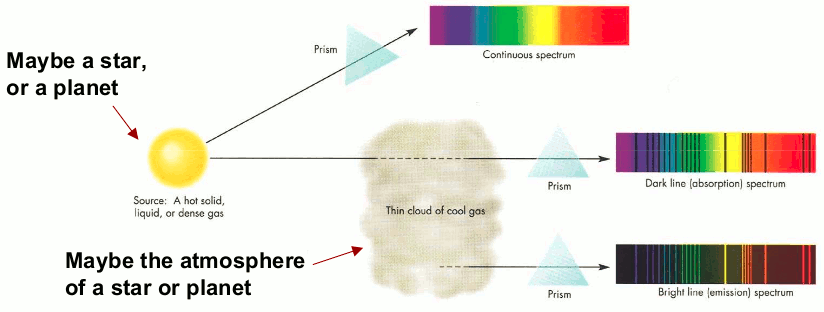 Maybe a star,
or a planet
Prism
Continuous spectrum
Source: A hot solid,
liquid, or dense gas
Thin cloud of cool gas
Prism
Dark line (absorption) spectrum
Maybe the atmosphere
of a star or planet
Prism
Bright line (emission) spectrum